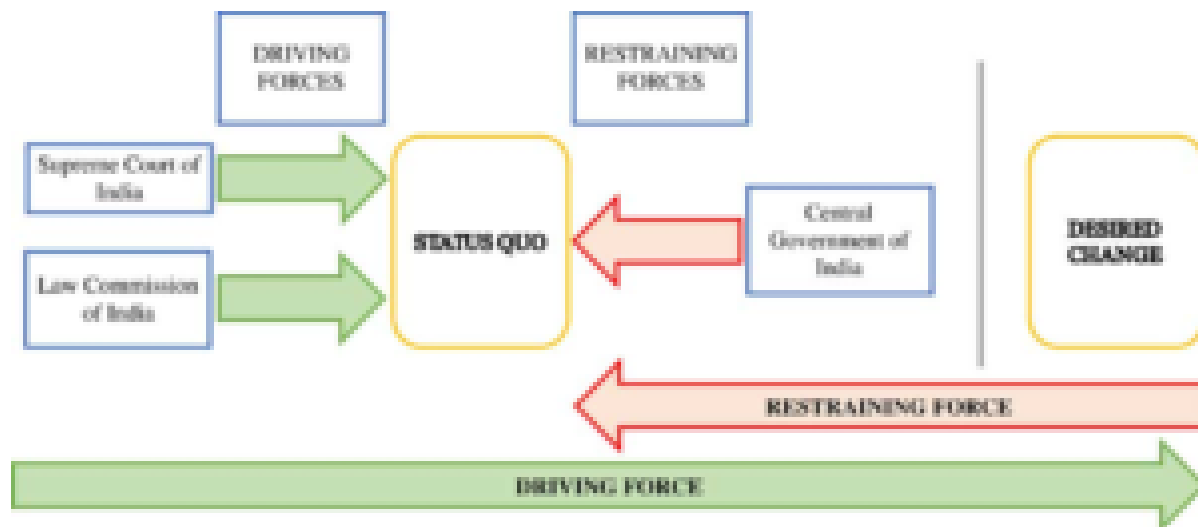 DRIVING
FORCES
RESTRAINING
FORCES
Supreme Court of
India
Law Commission
of India
STATUS QUO
Central
Government of
India
DESIRED
CHANGE
RESTRAINING FORCE
DRIVING FORCE